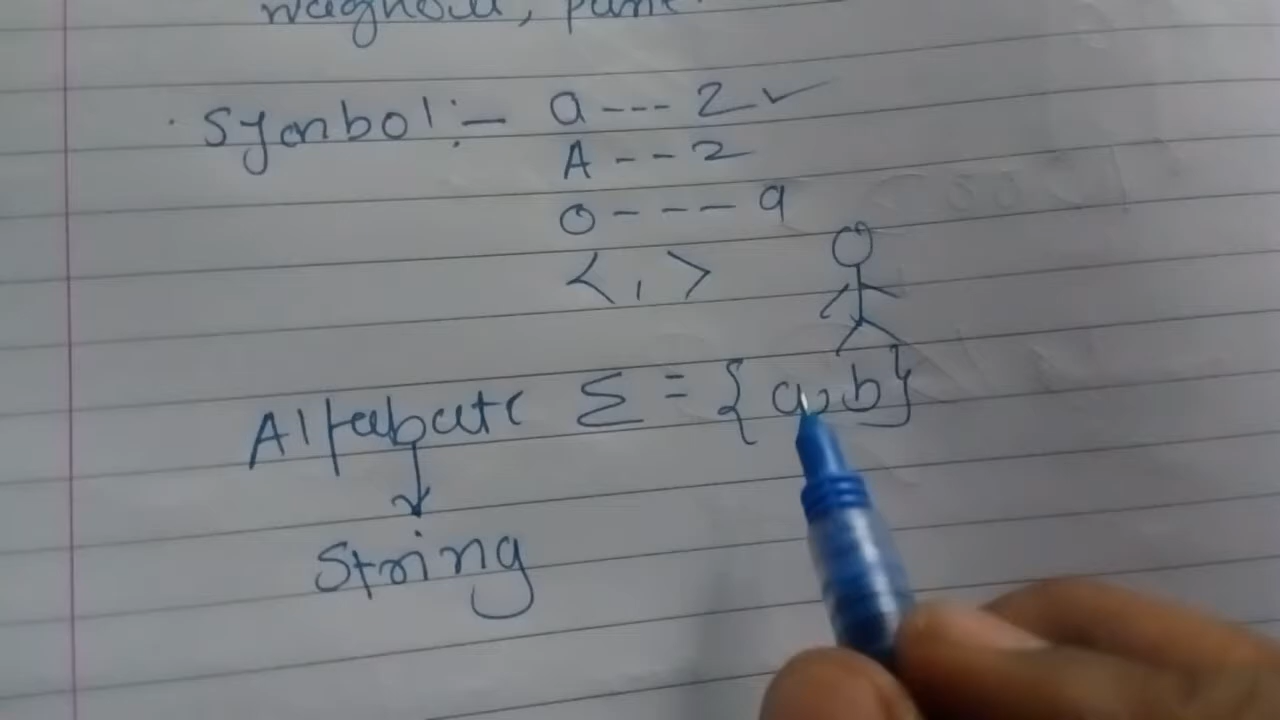 Symbol :- a --- z ✓
A -- z
0 --- 9
< , >
Alfabate Σ = { a, b }
↓
String